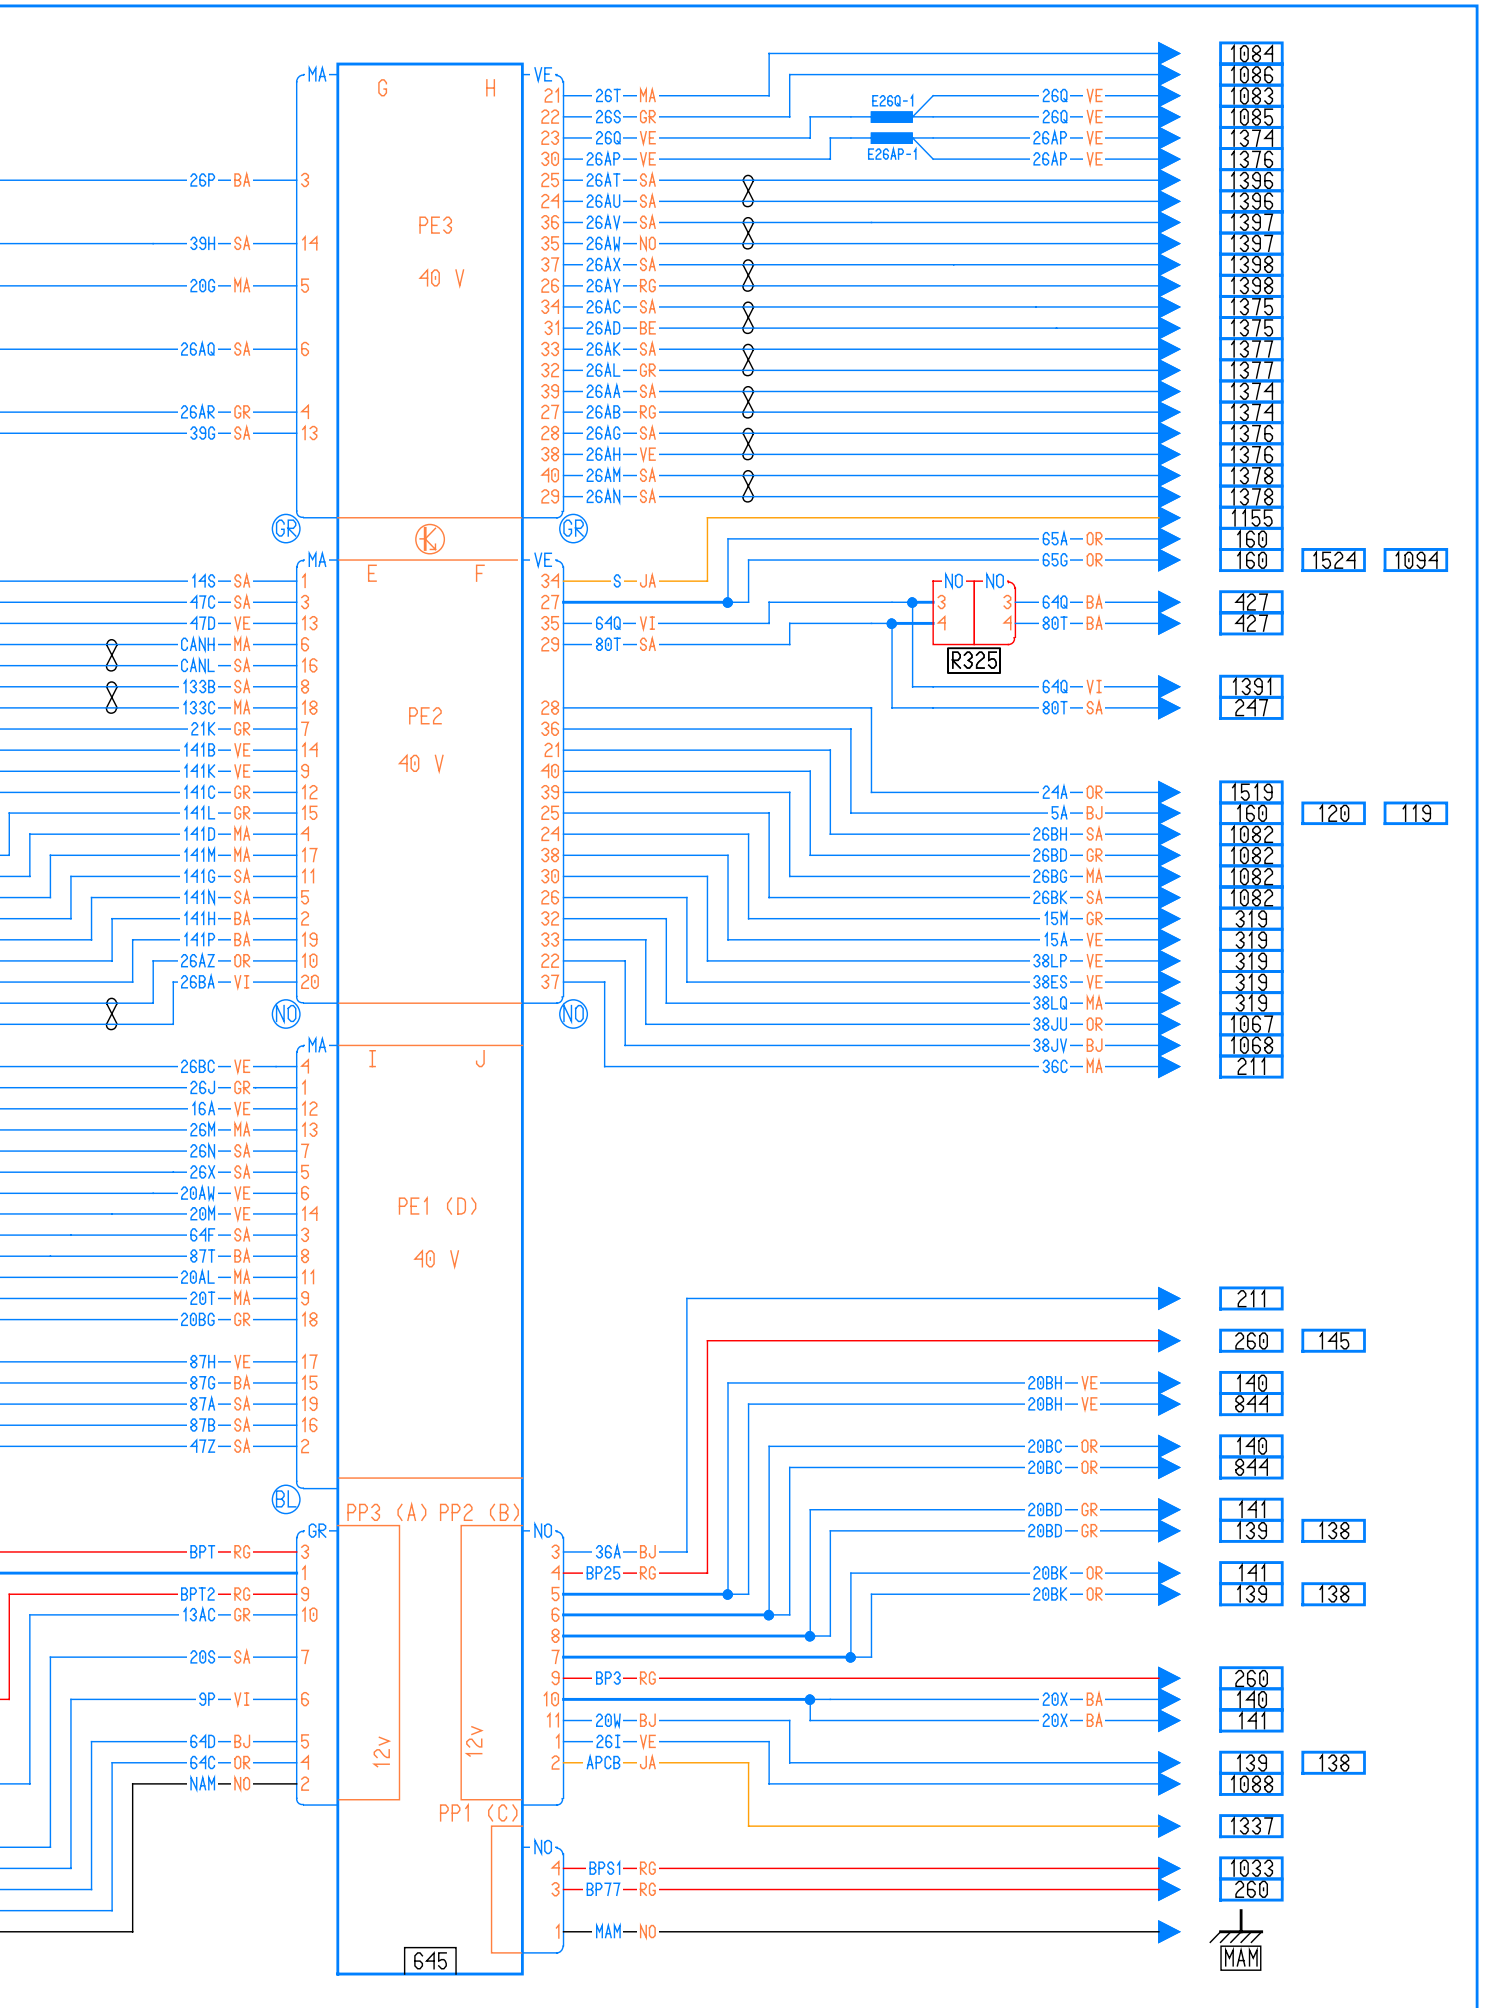 1084
MA G H VE 1086
21 26T MA E26Q-1 26Q VE 1083
22 26S GR 26Q VE 1085
23 26Q VE 26AP VE 1374
30 26AP VE E26AP-1 26AP VE 1376
26P BA 3 25 26AT SA 1396
24 26AU SA 1396
PE3 36 26AV SA 1397
39H SA 14 35 26AW NO 1397
40 V 37 26AX SA 1398
20G MA 5 26 26AY RG 1398
34 26AC SA 1375
31 26AD BE 1375
26AQ SA 6 33 26AK SA 1377
32 26AL GR 1377
39 26AA SA 1374
26AR GR 4 27 26AB RG 1374
39G SA 13 28 26AG SA 1376
38 26AH VE 1376
40 26AM SA 1378
29 26AN SA 1378
GR GR 1155
K 65A OR 160
MA E F VE 65G OR 160 1524 1094
14S SA 1 34 S JA NO NO
47C SA 3 27 3 3 64Q BA 427
47D VE 13 35 64Q VI 4 4 80T BA 427
CANH MA 6 29 80T SA
CANL SA 16 R325
133B SA 8 64Q VI 1391
133C MA 18 28 80T SA 247
21K GR 7 PE2 36
141B VE 14 21
141K VE 9 40 V 40
141C GR 12 39 24A OR 1519
141L GR 15 25 5A BJ 160 120 119
141D MA 4 24 26BH SA 1082
141M MA 17 38 26BD GR 1082
141G SA 11 30 26BG MA 1082
141N SA 5 26 26BK SA 1082
141H BA 2 32 15M GR 319
141P BA 19 33 15A VE 319
26AZ OR 10 22 38LP VE 319
26BA VI 20 37 38ES VE 319
NO NO 38LQ MA 319
38JU OR 1067
MA I J 38JV BJ 1068
26BC VE 4 36C MA 211
26J GR 1
16A VE 12
26M MA 13
26N SA 7
26X SA 5
20AW VE 6 PE1 (D)
20M VE 14
64F SA 3 40 V
87T BA 8
20AL MA 11
20T MA 9 211
20BG GR 18
260 145
87H VE 17
87G BA 15 20BH VE 140
87A SA 19 20BH VE 844
87B SA 16
47Z SA 2 20BC OR 140
20BC OR 844
BL
PP3 (A) PP2 (B) 20BD GR 141
GR NO 20BD GR 139 138
BPT RG 3 3 36A BJ
1 4 BP25 RG 20BK OR 141
BPT2 RG 9 5 20BK OR 139 138
13AC GR 10 6
8
20S SA 7 7
9 BP3 RG 260
9P VI 6 10 20X BA 140
11 20W BJ 20X BA 141
64D BJ 5 12v 12v 1 26I VE
64C OR 4 2 APCB JA 139 138
NAM NO 2 1088
PP1 (C) 1337
NO
4 BPS1 RG 1033
3 BP77 RG 260
1 MAM NO
645 MAM